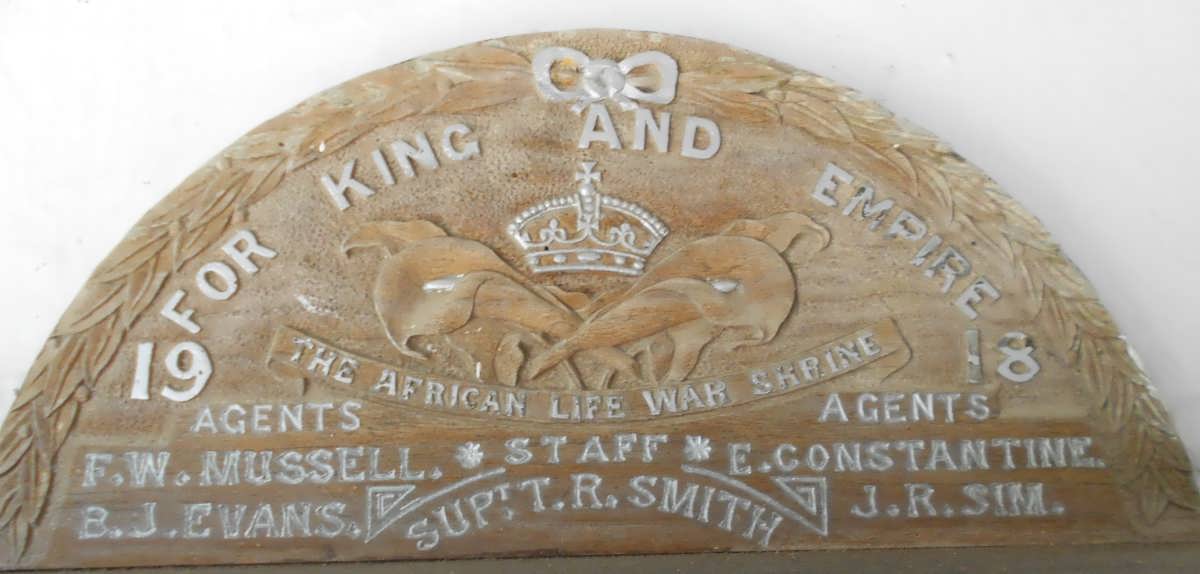 FOR KING AND EMPIRE
19 18
THE AFRICAN LIFE WAR SHRINE
AGENTS AGENTS
F.W. MUSSELL. * STAFF * E. CONSTANTINE.
B.J. EVANS. SUPT. T.R. SMITH J.R. SIM.